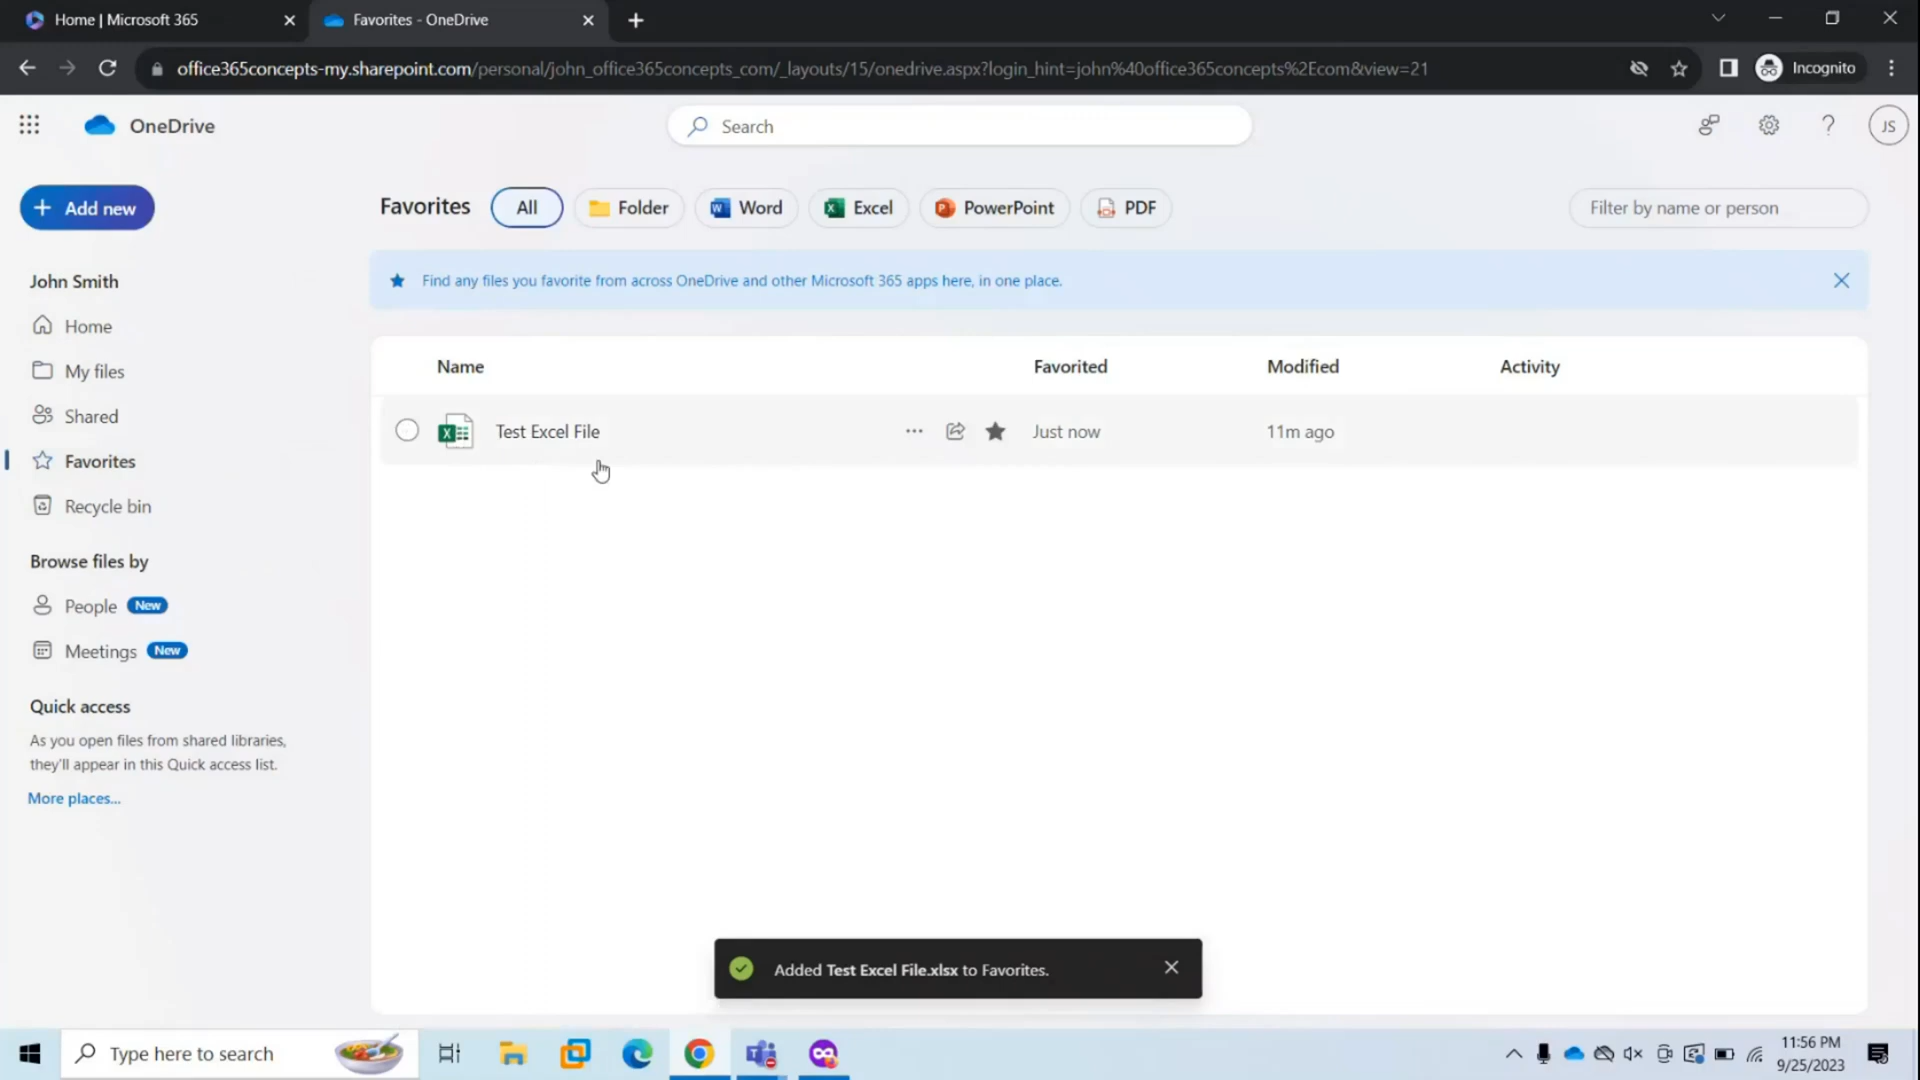 Home | Microsoft 365
Favorites - OneDrive
office365concepts-my.sharepoint.com/personal/john_office365concepts_com/_layouts/15/onedrive.aspx?login_hint=john%40office365concepts%2Ecom&view=21
Incognito
OneDrive
Search
JS
Add new
Favorites
All
Folder
Word
Excel
PowerPoint
PDF
Filter by name or person
Find any files you favorite from across OneDrive and other Microsoft 365 apps here, in one place.
John Smith
Home
My files
Shared
Favorites
Recycle bin
Browse files by
People New
Meetings New
Quick access
As you open files from shared libraries,
they'll appear in this Quick access list.
More places...
Name Favorited Modified Activity
Test Excel File Just now 11m ago
Added Test Excel File.xlsx to Favorites.
Type here to search
11:56 PM
9/25/2023